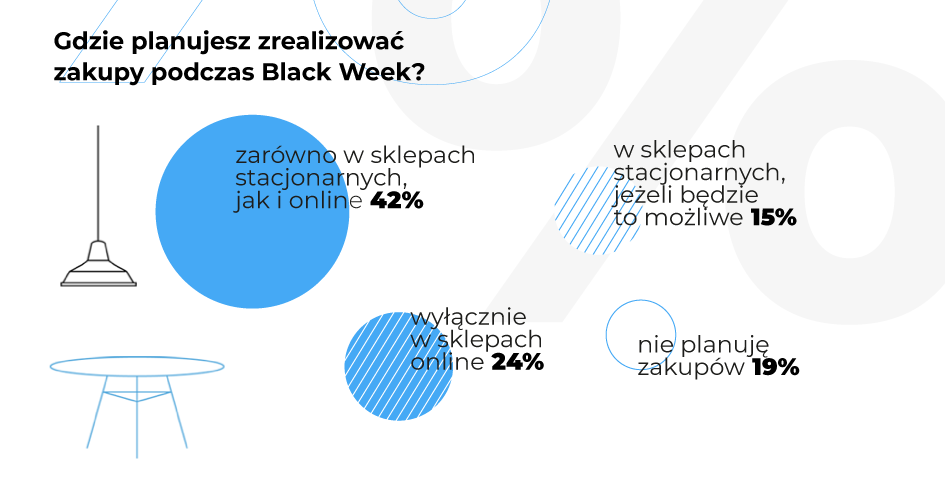 Gdzie planujesz zrealizować
zakupy podczas Black Week?
zarówno w sklepach
stacjonarnych,
jak i online 42%
w sklepach
stacjonarnych,
jeżeli będzie
to możliwe 15%
wyłącznie
w sklepach
online 24%
nie planuję
zakupów 19%